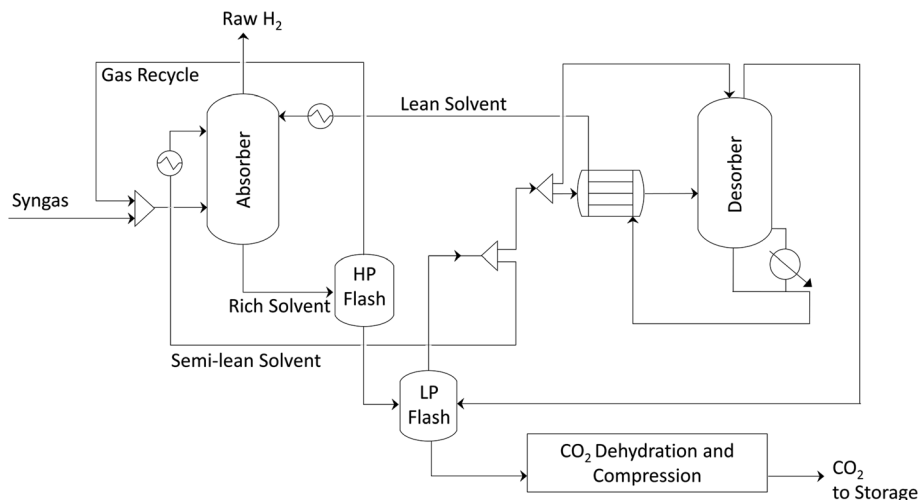 Raw H₂
Gas Recycle
Lean Solvent
Absorber
Desorber
Syngas
HP
Flash
Rich Solvent
Semi-lean Solvent
LP
Flash
CO₂ Dehydration and
Compression
CO₂
to Storage